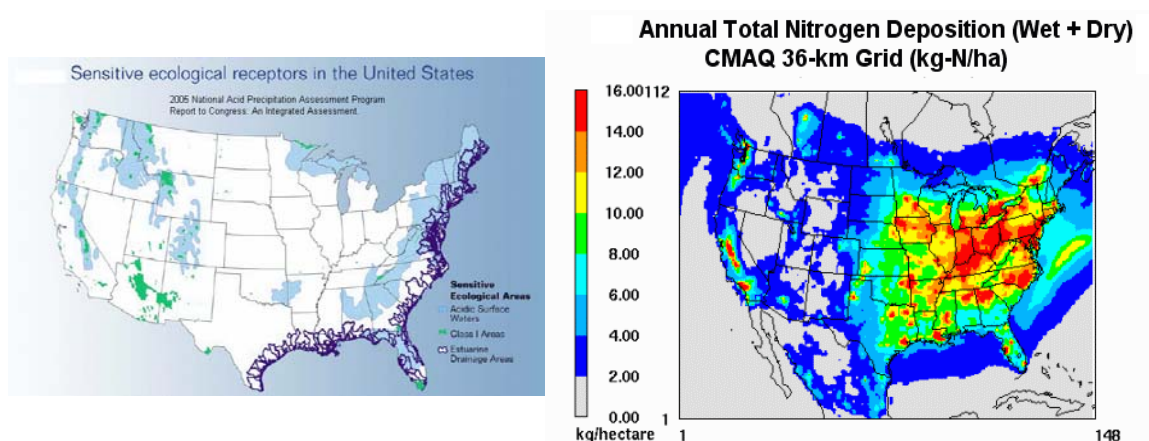 Sensitive ecological receptors in the United States
2005 National Acid Precipitation Assessment Program
Report to Congress: An Integrated Assessment
Sensitive
Ecological Areas
Acidic Surface
Waters
Class I Areas
Estuarine
Drainage Areas
Annual Total Nitrogen Deposition (Wet + Dry)
CMAQ 36-km Grid (kg-N/ha)
16.00
112
14.00
12.00
10.00
8.00
6.00
4.00
2.00
0.00
1
kg/hectare
1
148